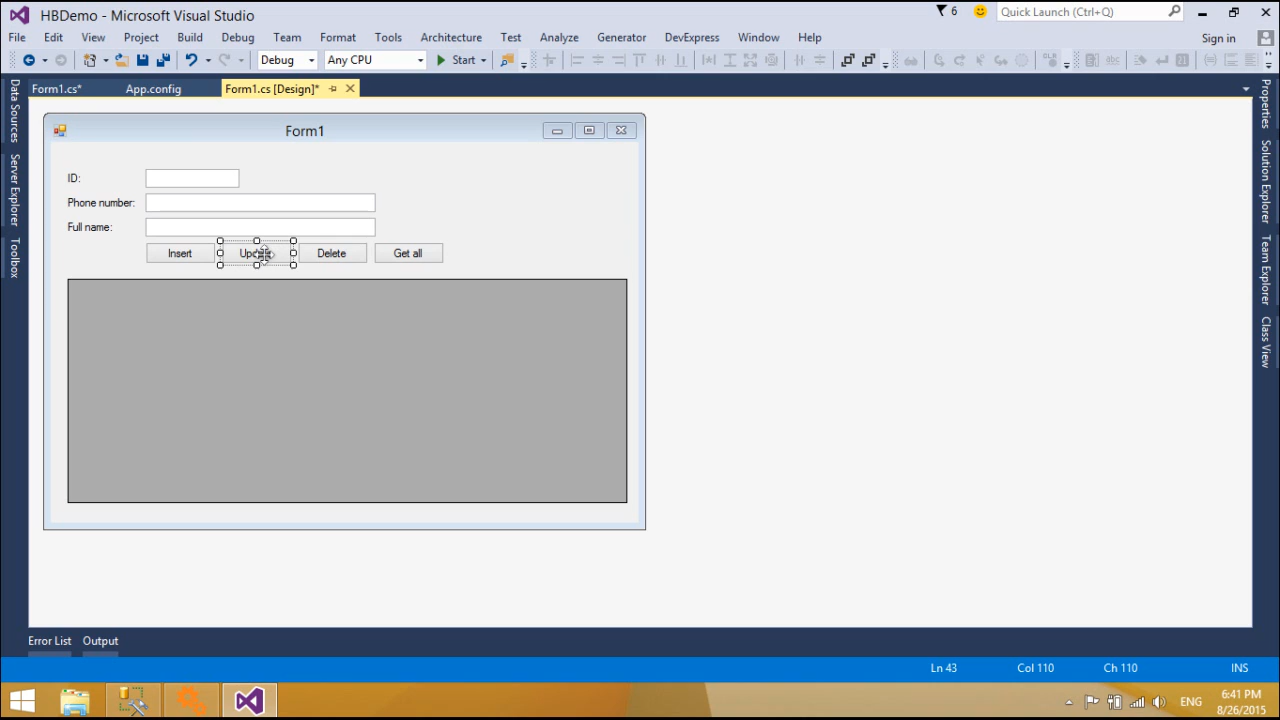 HBDemo - Microsoft Visual Studio
6
Quick Launch (Ctrl+Q)
File Edit View Project Build Debug Team Format Tools Architecture Test Analyze Generator DevExpress Window Help
Sign in
Debug Any CPU Start
Form1.cs* App.config Form1.cs [Design]*
Data Sources
Server Explorer
Toolbox
Form1
ID:
Phone number:
Full name:
Insert Delete Get all
Properties
Solution Explorer
Team Explorer
Class View
Error List Output
Ln 43 Col 110 Ch 110 INS
ENG
6:41 PM
8/26/2015